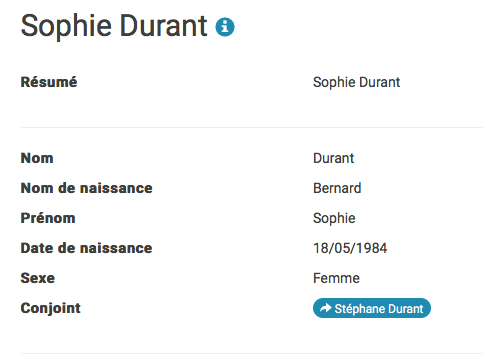 Sophie Durant
Résumé Sophie Durant
Nom Durant
Nom de naissance Bernard
Prénom Sophie
Date de naissance 18/05/1984
Sexe Femme
Conjoint Stéphane Durant